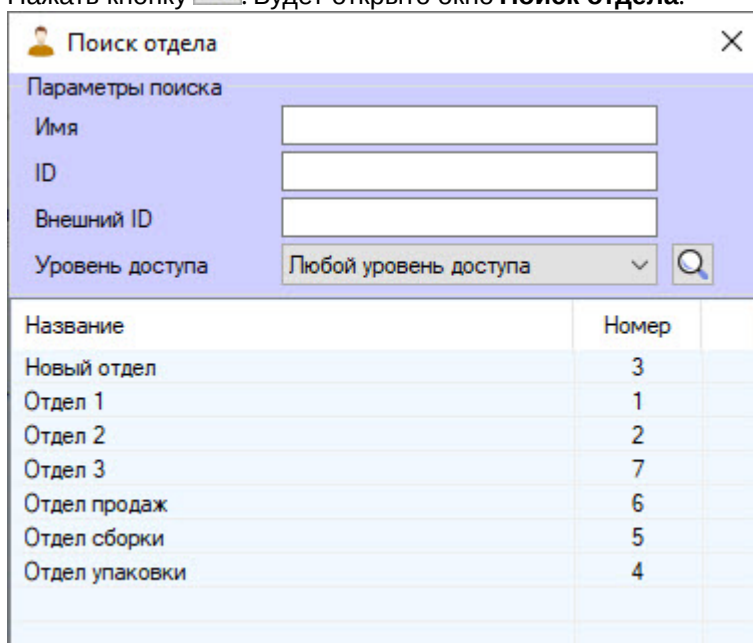 Нажать кнопку . Будет открыто окно Поиск отдела.
Поиск отдела
Параметры поиска
Имя
ID
Внешний ID
Уровень доступа Любой уровень доступа
Название Номер
Новый отдел 3
Отдел 1 1
Отдел 2 2
Отдел 3 7
Отдел продаж 6
Отдел сборки 5
Отдел упаковки 4